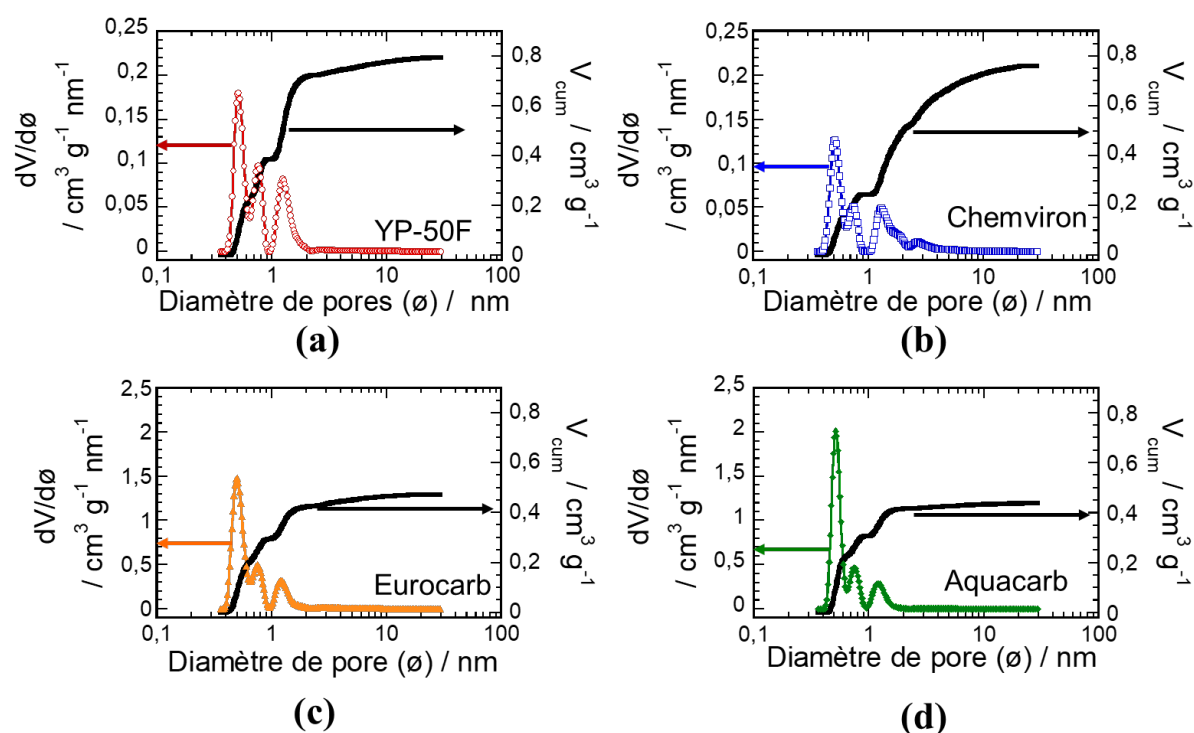 dV/dø
/ cm³ g⁻¹ nm⁻¹
0,25
0,2
0,15
0,1
0,05
0
0,8
0,6
0,4
0,2
0
V_cum / cm³ g⁻¹
YP-50F
0,1 1 10 100
Diamètre de pores (ø) / nm
(a)
dV/dø
/ cm³ g⁻¹ nm⁻¹
0,25
0,2
0,15
0,1
0,05
0
0,8
0,6
0,4
0,2
0
V_cum / cm³ g⁻¹
Chemviron
0,1 1 10 100
Diamètre de pore (ø) / nm
(b)
dV/dø
/ cm³ g⁻¹ nm⁻¹
2,5
2
1,5
1
0,5
0
0,8
0,6
0,4
0,2
0
V_cum / cm³ g⁻¹
Eurocarb
0,1 1 10 100
Diamètre de pore (ø) / nm
(c)
dV/dø
/ cm³ g⁻¹ nm⁻¹
2,5
2
1,5
1
0,5
0
0,8
0,6
0,4
0,2
0
V_cum / cm³ g⁻¹
Aquacarb
0,1 1 10 100
Diamètre de pore (ø) / nm
(d)